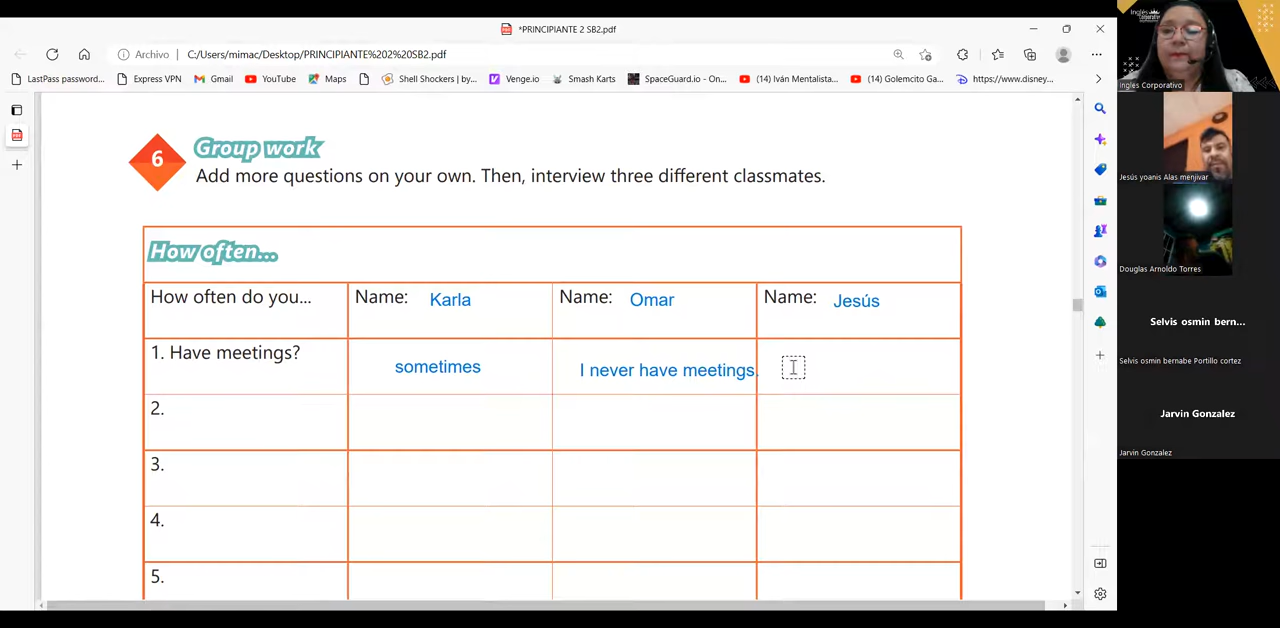 *PRINCIPIANTE 2 SB2.pdf
Archivo
C:/Users/mimac/Desktop/PRINCIPIANTE%202%20SB2.pdf
LastPass password...
Express VPN
Gmail
YouTube
Maps
Shell Shockers | by...
Venge.io
Smash Karts
SpaceGuard.io - On...
(14) Iván Mentalista...
(14) Golemcito Ga...
https://www.disney...
6
Group work
Add more questions on your own. Then, interview three different classmates.
How often...
How often do you...
Name: Karla
Name: Omar
Name: Jesús
1. Have meetings?
sometimes
I never have meetings.
2.
3.
4.
5.
Inglés
Corporativo
Ingles Corporativo
Jesús yoanis Alas menjivar
Douglas Arnoldo Torres
Selvis osmin bern...
Selvis osmin bernabe Portillo cortez
Jarvin Gonzalez
Jarvin Gonzalez